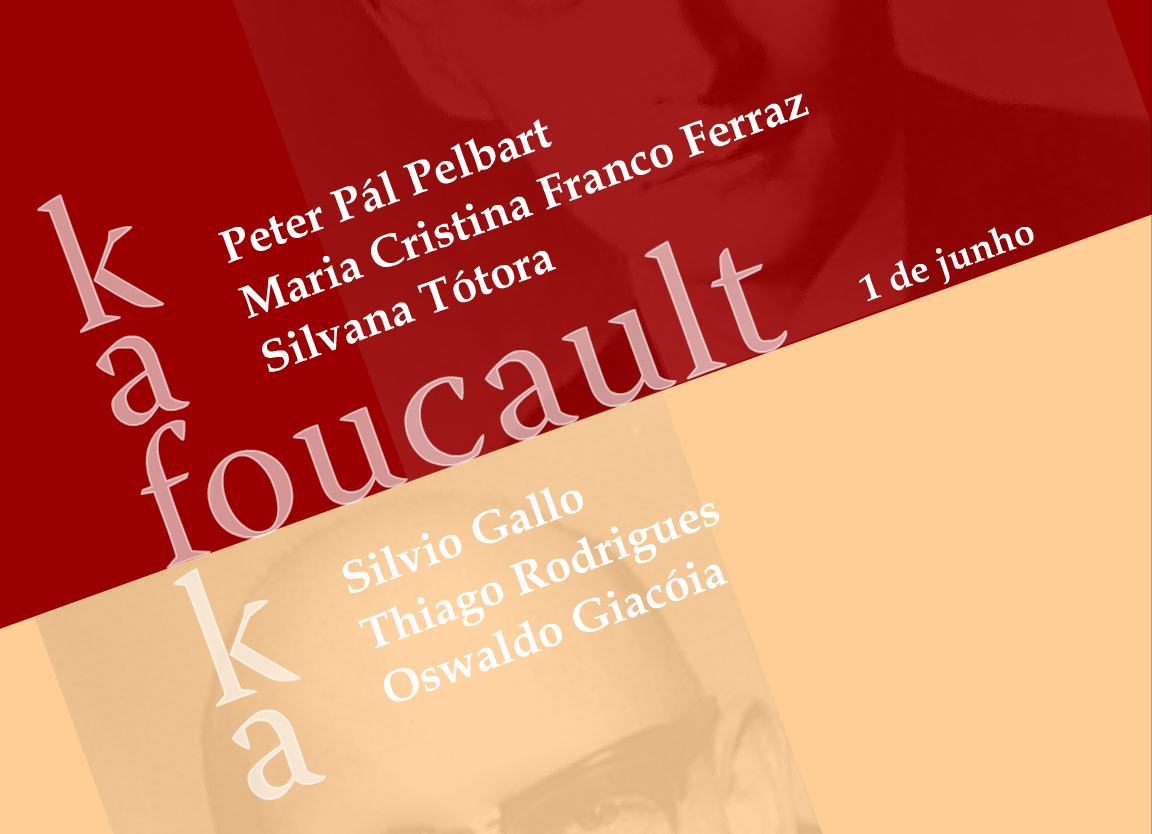 Peter Pál Pelbart
Maria Cristina Franco Ferraz
Silvana Tótora
1 de junho
k
a
foucault
k
a
Silvio Gallo
Thiago Rodrigues
Oswaldo Giacóia